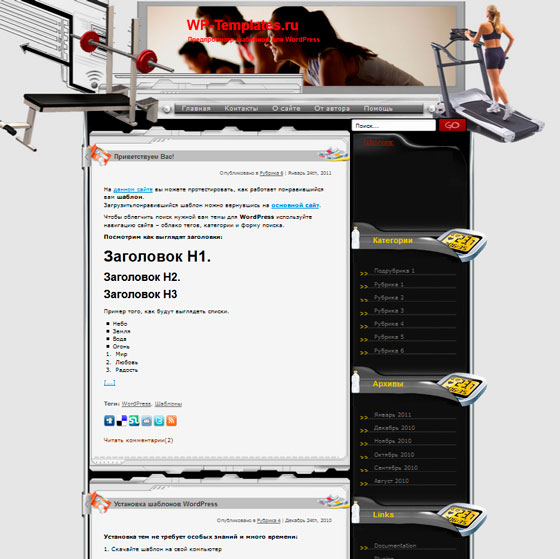 WP-Templates.ru
Предпросмотр шаблонов для WordPress
Главная Контакты О сайте От автора Помощь
Поиск... GO
Приветствуем Вас!
Опубликовано в Рубрика 6 | Январь 24th, 2011
На данном сайте вы можете протестировать, как работает понравившийся
вам шаблон.
Загрузитьпонравившийся шаблон можно вернувшись на основной сайт.
Чтобы облегчить поиск нужной вам темы для WordPress используйте
навигацию сайта – облако тегов, категории и форму поиска.
Посмотрим как выглядят заголовки:
Заголовок H1.
Заголовок H2.
Заголовок H3
Пример того, как будут выглядеть списки.
Небо
Земля
Вода
Огонь
1. Мир
2. Любовь
3. Радость
[...]
Теги: WordPress, Шаблоны
Читать комментарии(2)
Категории
>> Подрубрика 1
>> Рубрика 1
>> Рубрика 2
>> Рубрика 3
>> Рубрика 4
>> Рубрика 5
>> Рубрика 6
Архивы
>> Январь 2011
>> Декабрь 2010
>> Ноябрь 2010
>> Октябрь 2010
>> Сентябрь 2010
>> Август 2010
Установка шаблонов WordPress
Опубликовано в Рубрика 4 | Декабрь 24th, 2010
Установка тем не требует особых знаний и много времени:
1. Скачивайте шаблон на свой компьютер
Links
>> Documentation